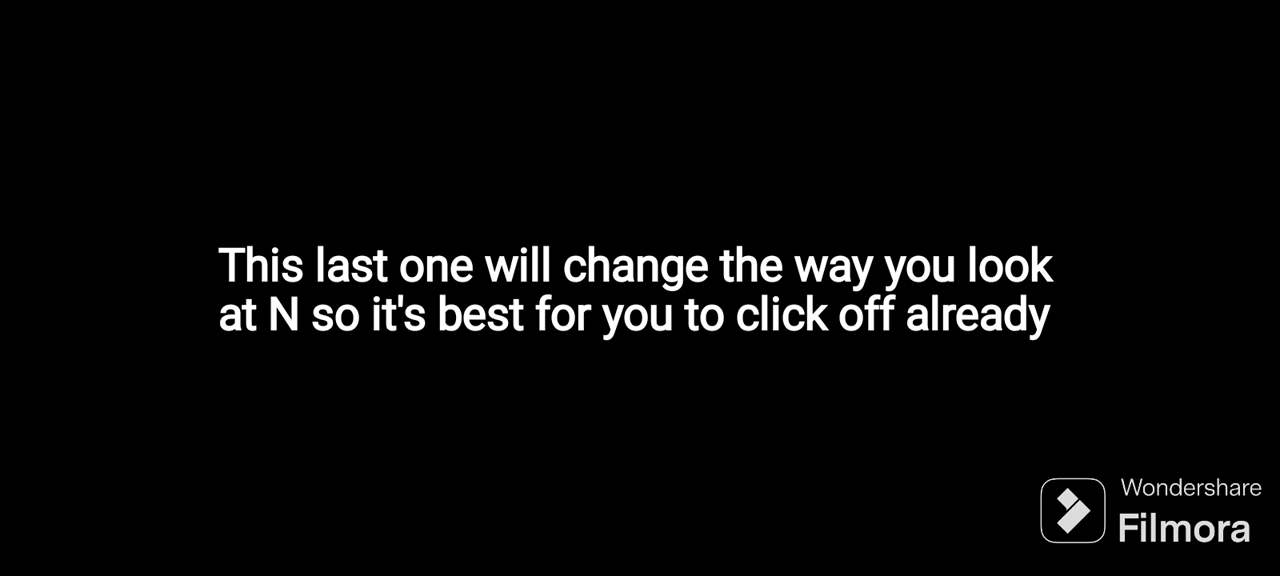 This last one will change the way you look
at N so it's best for you to click off already
Wondershare
Filmora